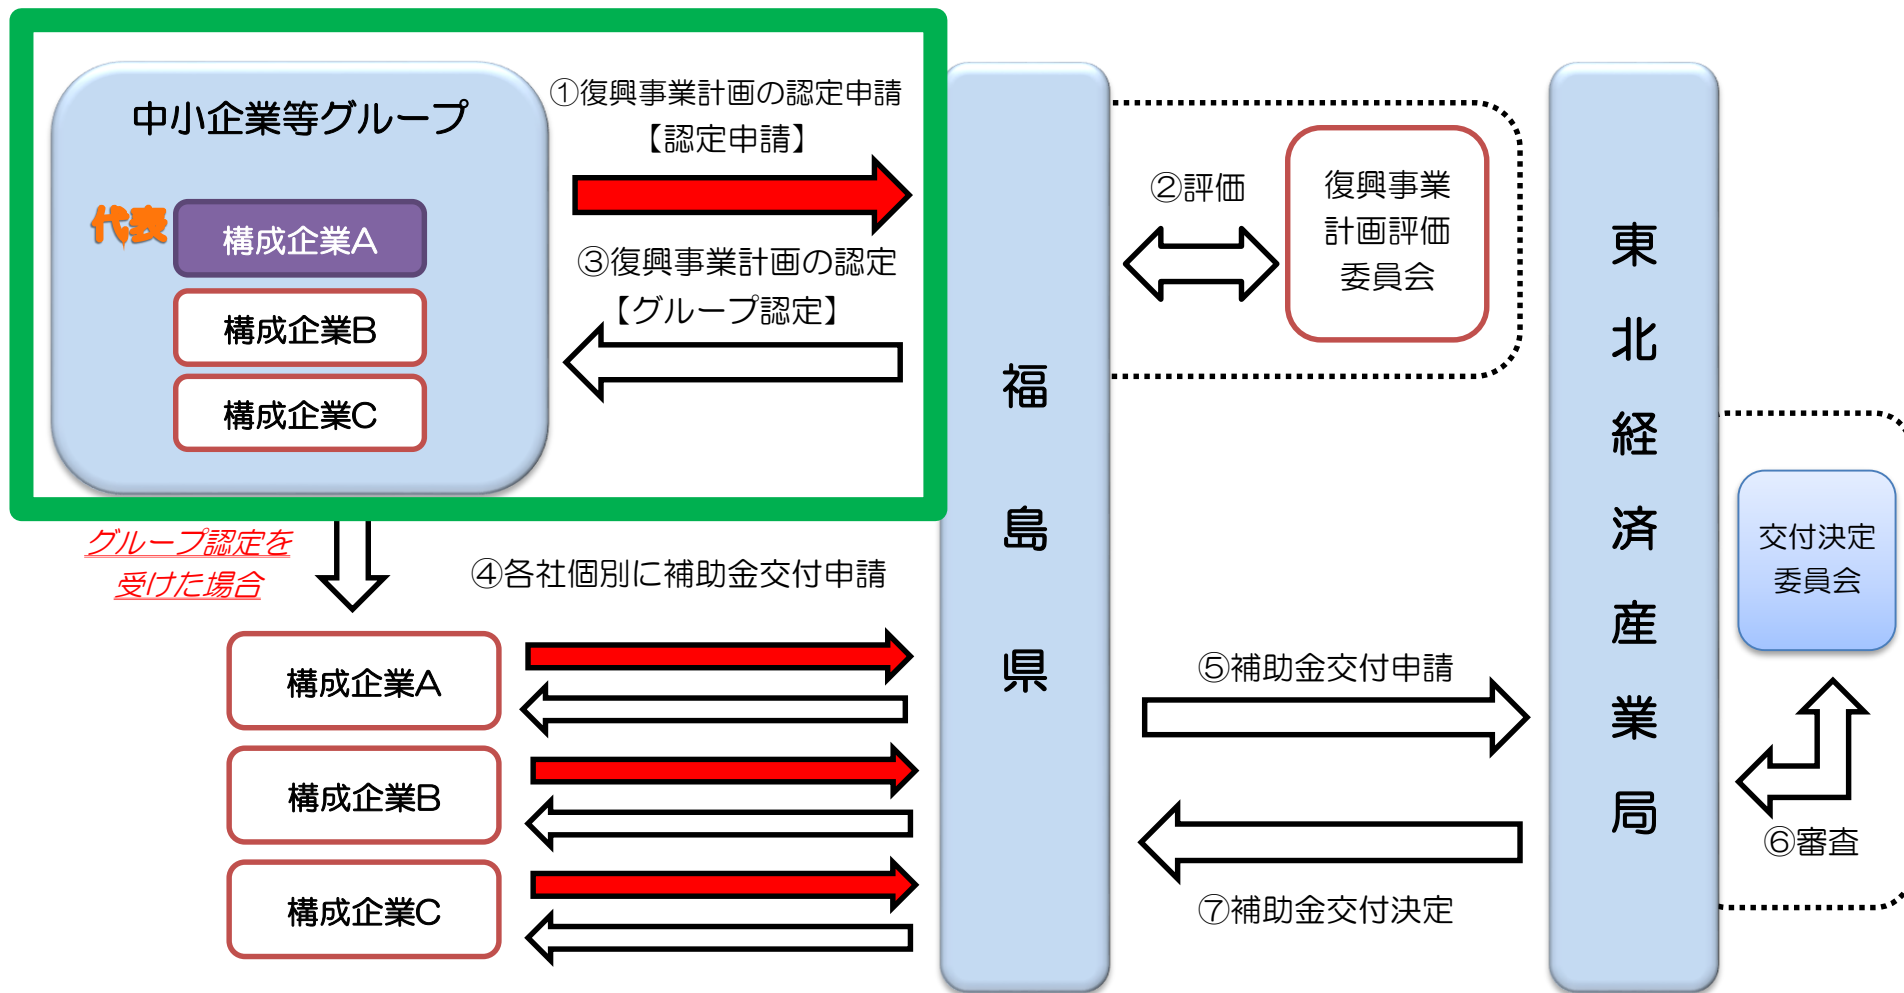 中小企業等グループ
代表
構成企業A
構成企業B
構成企業C
①復興事業計画の認定申請
【認定申請】
③復興事業計画の認定
【グループ認定】
②評価
復興事業
計画評価
委員会
福島県
東北経済産業局
交付決定
委員会
グループ認定を
受けた場合
④各社個別に補助金交付申請
構成企業A
構成企業B
構成企業C
⑤補助金交付申請
⑥審査
⑦補助金交付決定